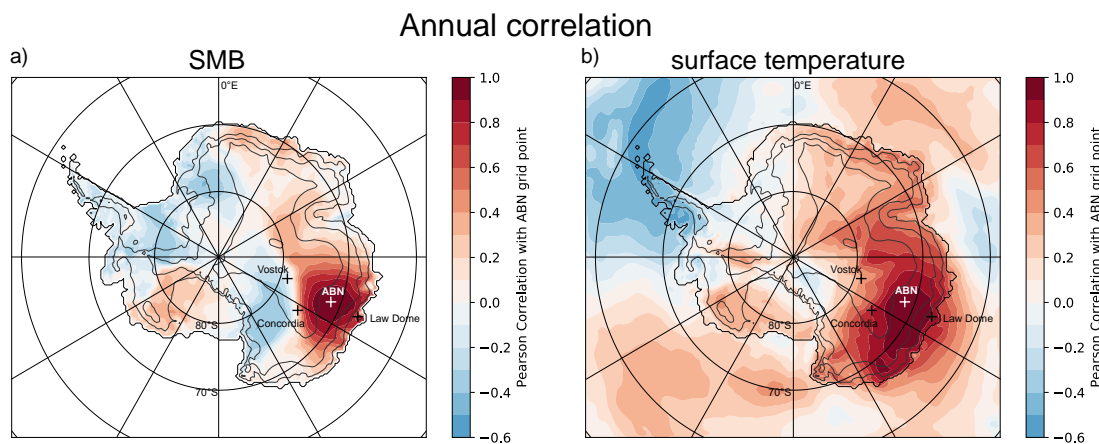 Annual correlation
a)
SMB
0°E
Vostok
ABN
Concordia
Law Dome
80°S
70°S
1.0
0.8
0.6
0.4
0.2
0.0
−0.2
−0.4
−0.6
Pearson Correlation with ABN grid point
b)
surface temperature
0°E
Vostok
ABN
Concordia
Law Dome
80°S
70°S
1.0
0.8
0.6
0.4
0.2
0.0
−0.2
−0.4
−0.6
Pearson Correlation with ABN grid point